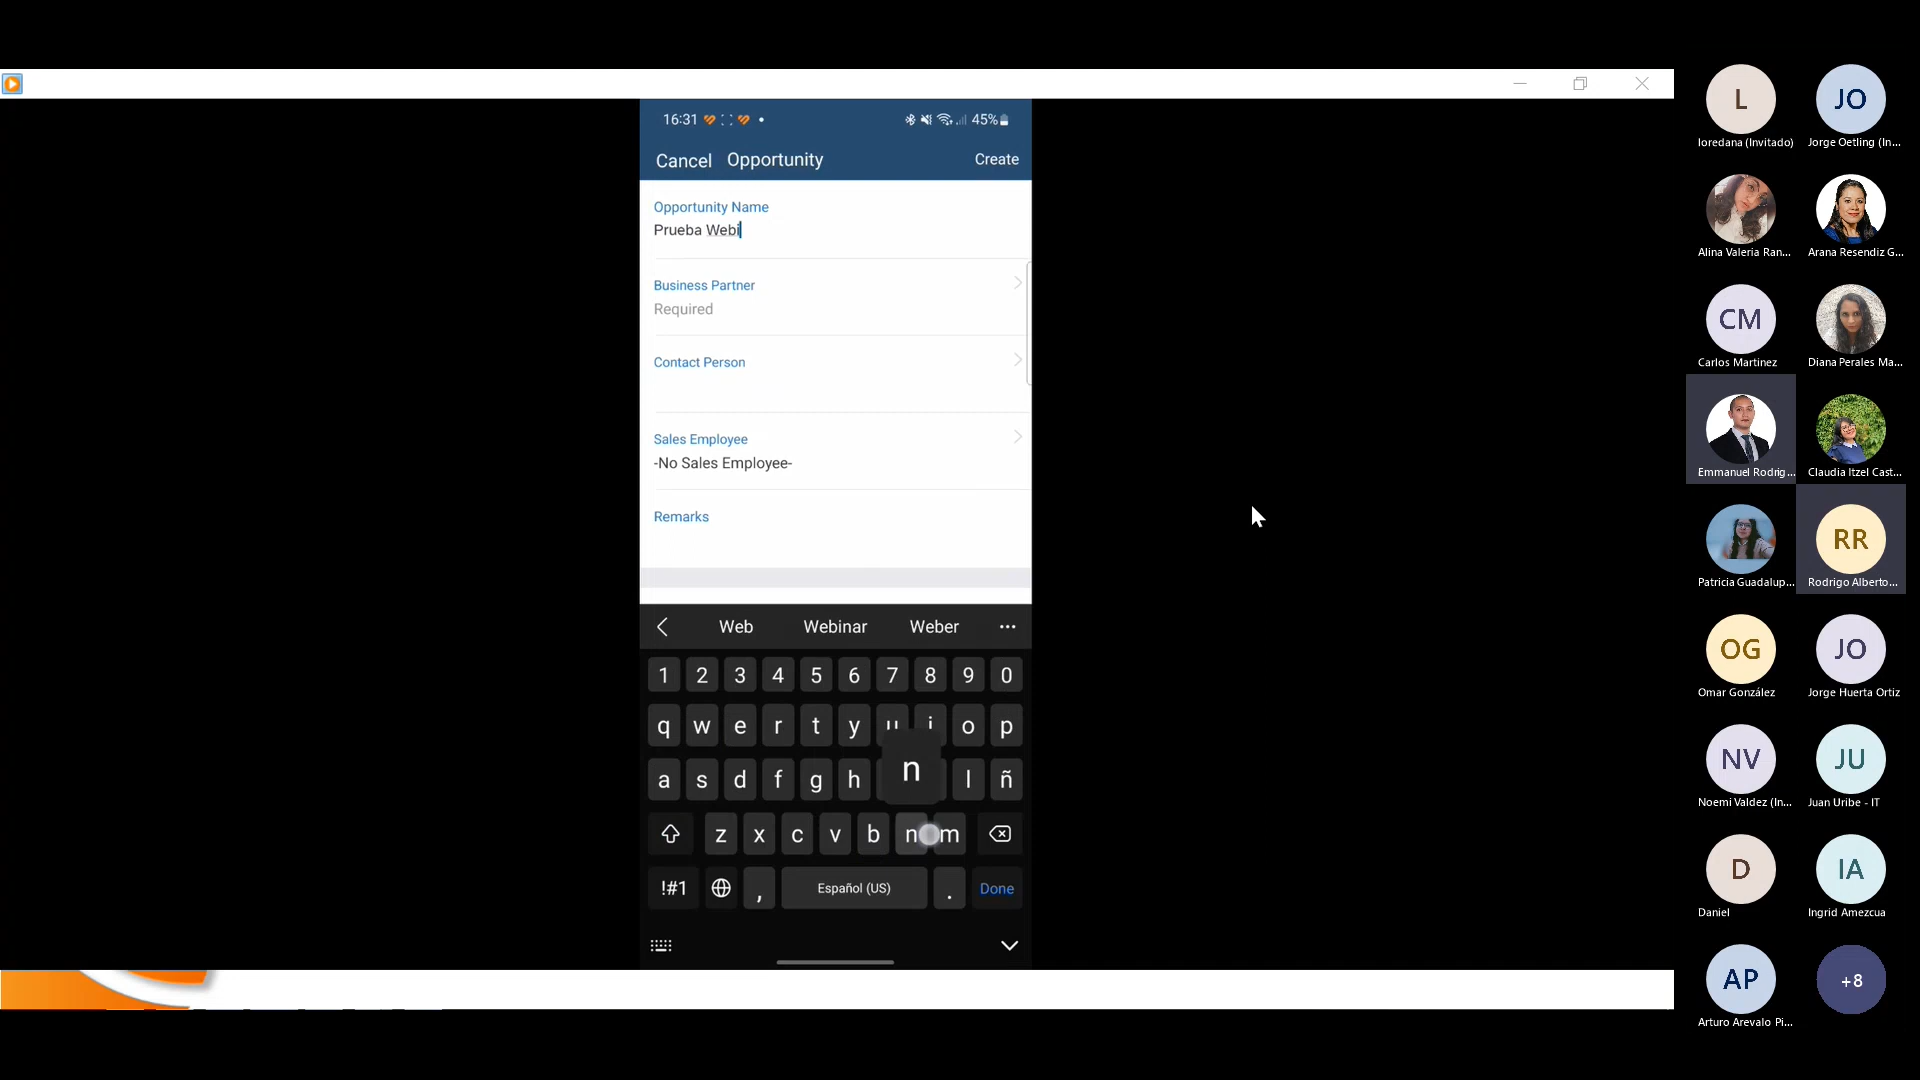 16:31
45%
Cancel Opportunity Create
Opportunity Name
Prueba Webi
Business Partner
Required
Contact Person
Sales Employee
-No Sales Employee-
Remarks
Web Webinar Weber
1 2 3 4 5 6 7 8 9 0
q w e r t y u i o p
a s d f g h n l ñ
z x c v b n m
!#1 , Español (US) . Done
L JO
loredana (Invitado) Jorge Oetling (In...
Alina Valeria Ran... Arana Resendiz G...
CM
Carlos Martinez Diana Perales Ma...
Emmanuel Rodrig... Claudia Itzel Cast...
RR
Patricia Guadalup... Rodrigo Alberto...
OG JO
Omar González Jorge Huerta Ortiz
NV JU
Noemi Valdez (In... Juan Uribe - IT
D IA
Daniel Ingrid Amezcua
AP +8
Arturo Arevalo Pi...